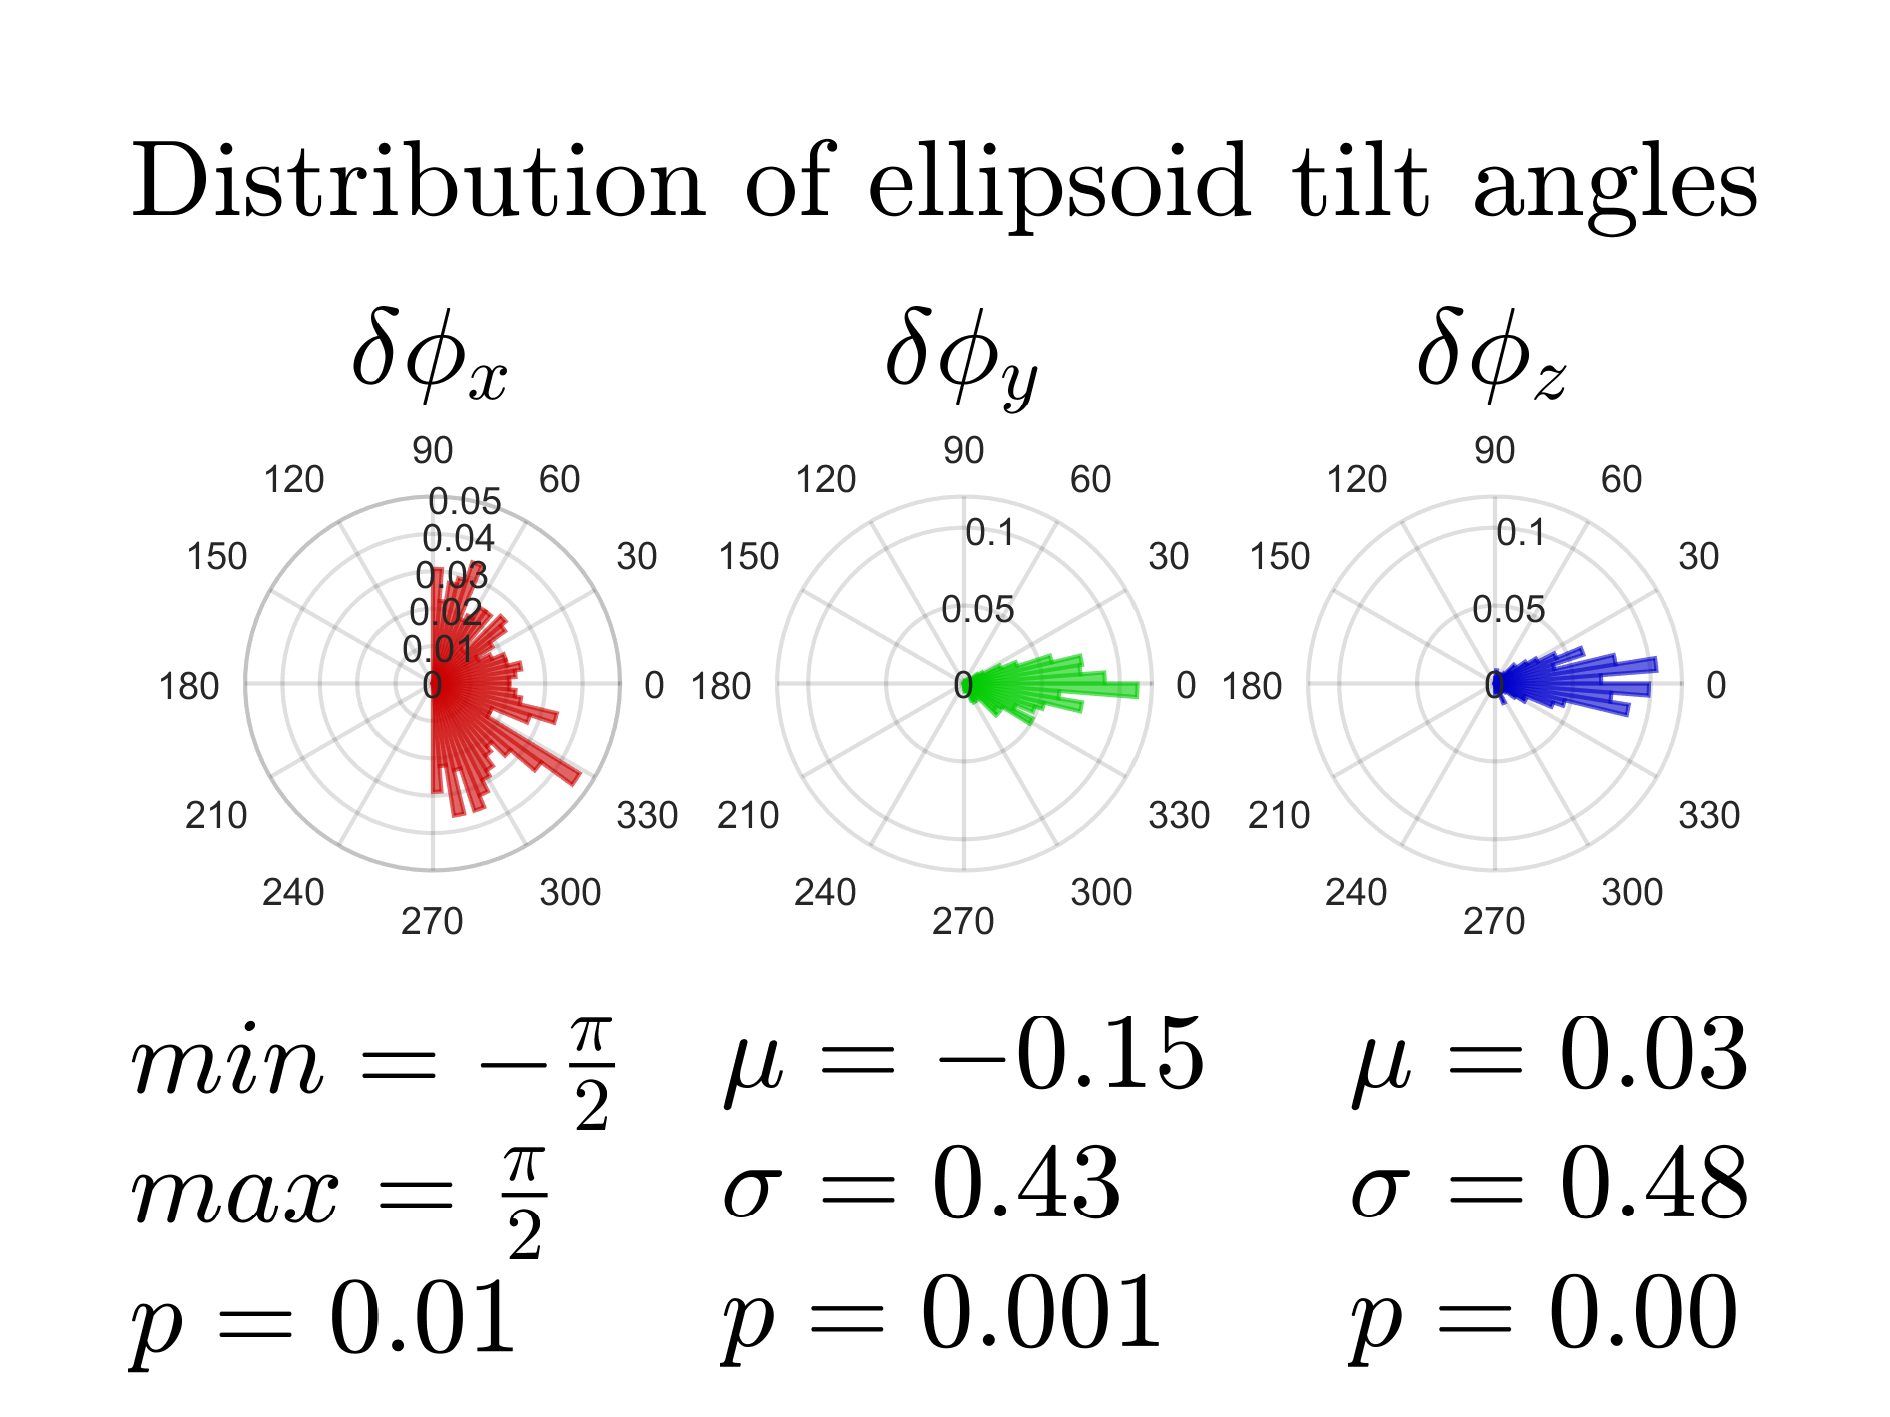 Distribution of ellipsoid tilt angles
δϕₓ δϕᵧ δϕ_z
90 90 90
120 60 120 60 120 60
0.05
0.04 0.1 0.1
150 30 150 30 150 30
0.03
0.02 0.05 0.05
0.01
180 0 0 180 0 0 180 0 0
210 330 210 330 210 330
240 300 240 300 240 300
270 270 270
min = −π/2 μ = −0.15 μ = 0.03
max = π/2 σ = 0.43 σ = 0.48
p = 0.01 p = 0.001 p = 0.00